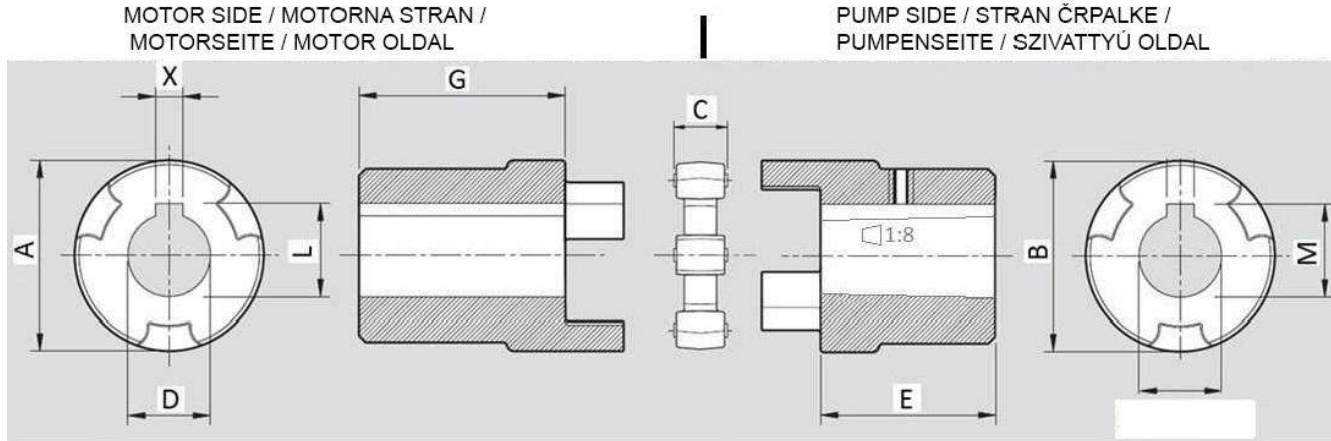 MOTOR SIDE / MOTORNA STRAN /
MOTORSEITE / MOTOR OLDAL
PUMP SIDE / STRAN ČRPALKE /
PUMPENSEITE / SZIVATTYÚ OLDAL
X
G
C
A
L
1:8
B
M
D
E